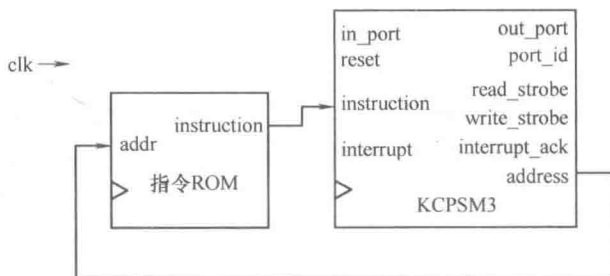 clk
addr
instruction
指令ROM
in_port
reset
instruction
interrupt
out_port
port_id
read_strobe
write_strobe
interrupt_ack
address
KCPSM3